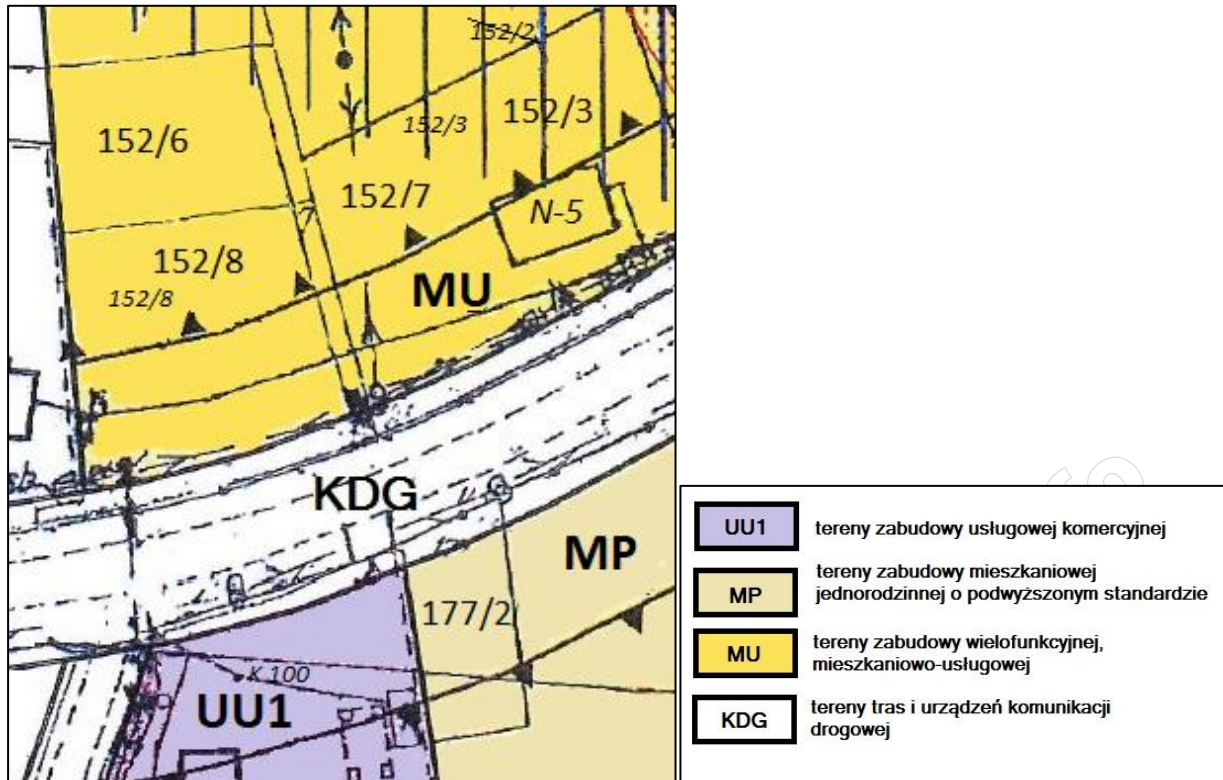 152/2
152/6
152/3
152/3
152/7
N-5
7
152/8
152/8
MU
KDG
MP
177/2
K 100
UU1
UU1 tereny zabudowy usługowej komercyjnej
MP tereny zabudowy mieszkaniowej
jednorodzinnej o podwyższonym standardzie
MU tereny zabudowy wielofunkcyjnej,
mieszkaniowo-usługowej
KDG tereny tras i urządzeń komunikacji
drogowej